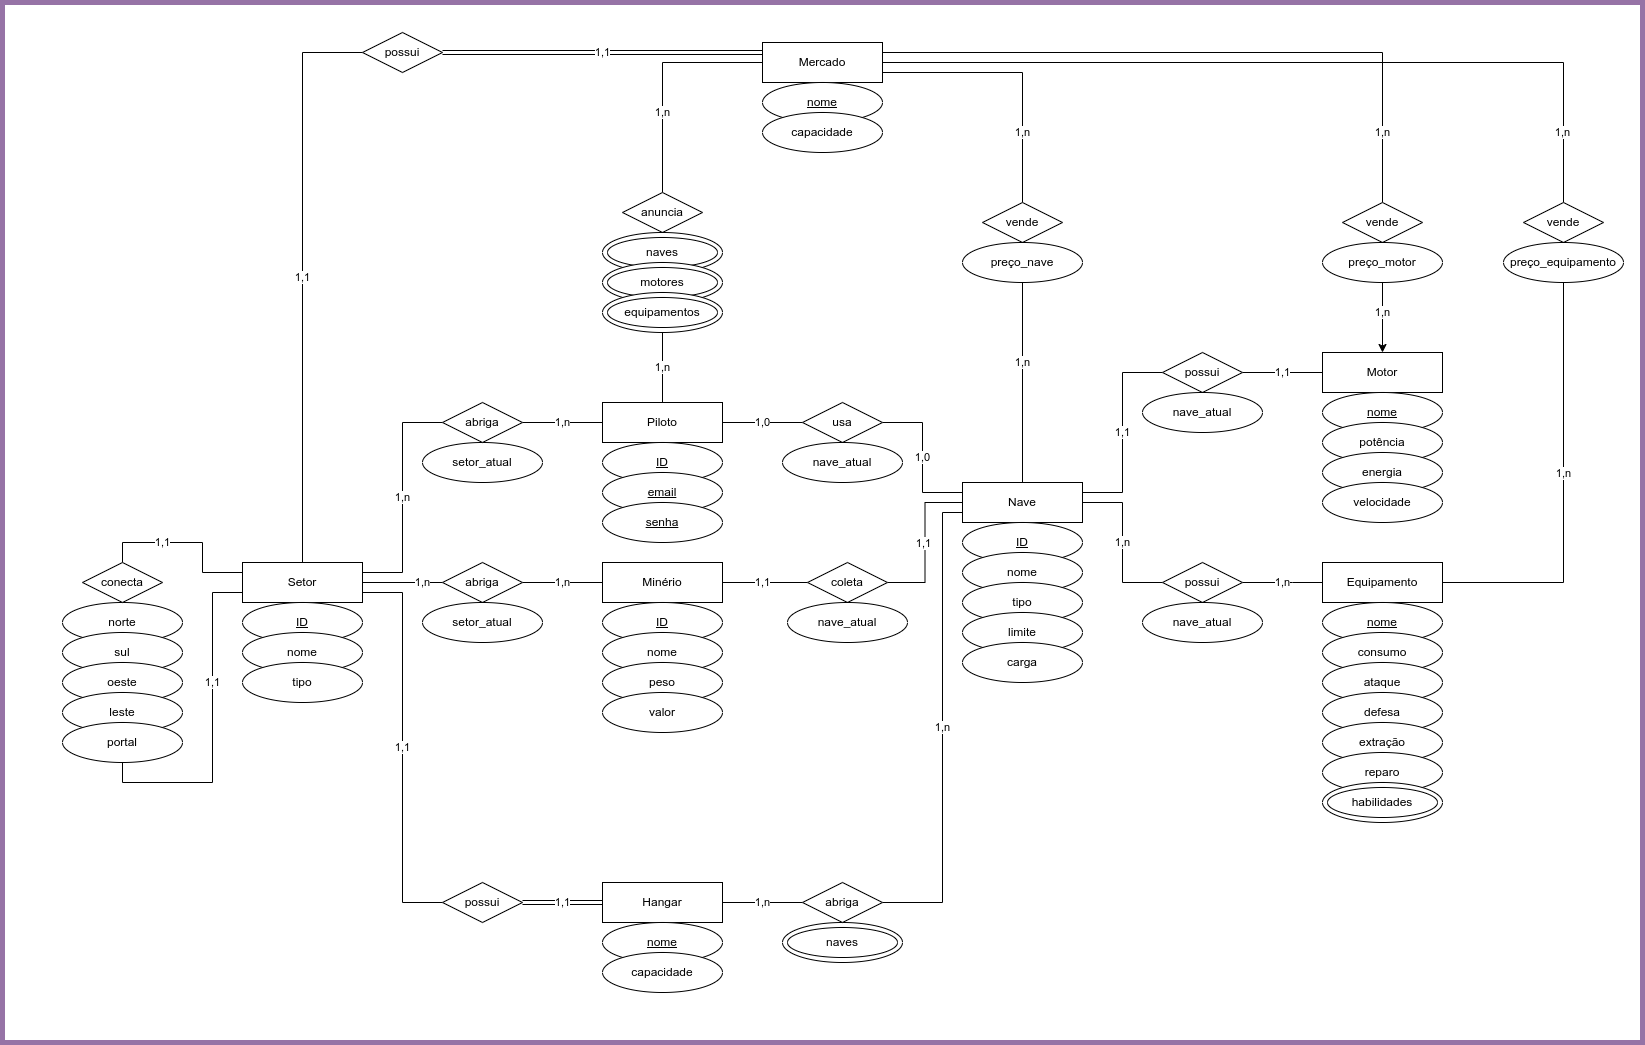 possui
1,1
Mercado
nome
capacidade
1,n
1,n
1,n
1,n
anuncia
naves
motores
equipamentos
vende
preço_nave
vende
preço_motor
vende
preço_equipamento
1,1
1,n
1,n
1,n
possui
nave_atual
1,1
Motor
nome
potência
energia
velocidade
abriga
setor_atual
1,n
Piloto
ID
email
senha
1,0
usa
nave_atual
1,0
1,1
1,n
1,n
Nave
ID
nome
tipo
limite
carga
1,1
conecta
norte
sul
oeste
leste
portal
1,1
Setor
ID
nome
tipo
1,n
abriga
setor_atual
1,n
Minério
ID
nome
peso
valor
1,1
coleta
nave_atual
1,1
1,n
possui
nave_atual
1,n
Equipamento
nome
consumo
ataque
defesa
extração
reparo
habilidades
1,1
1,n
possui
1,1
Hangar
nome
capacidade
1,n
abriga
naves